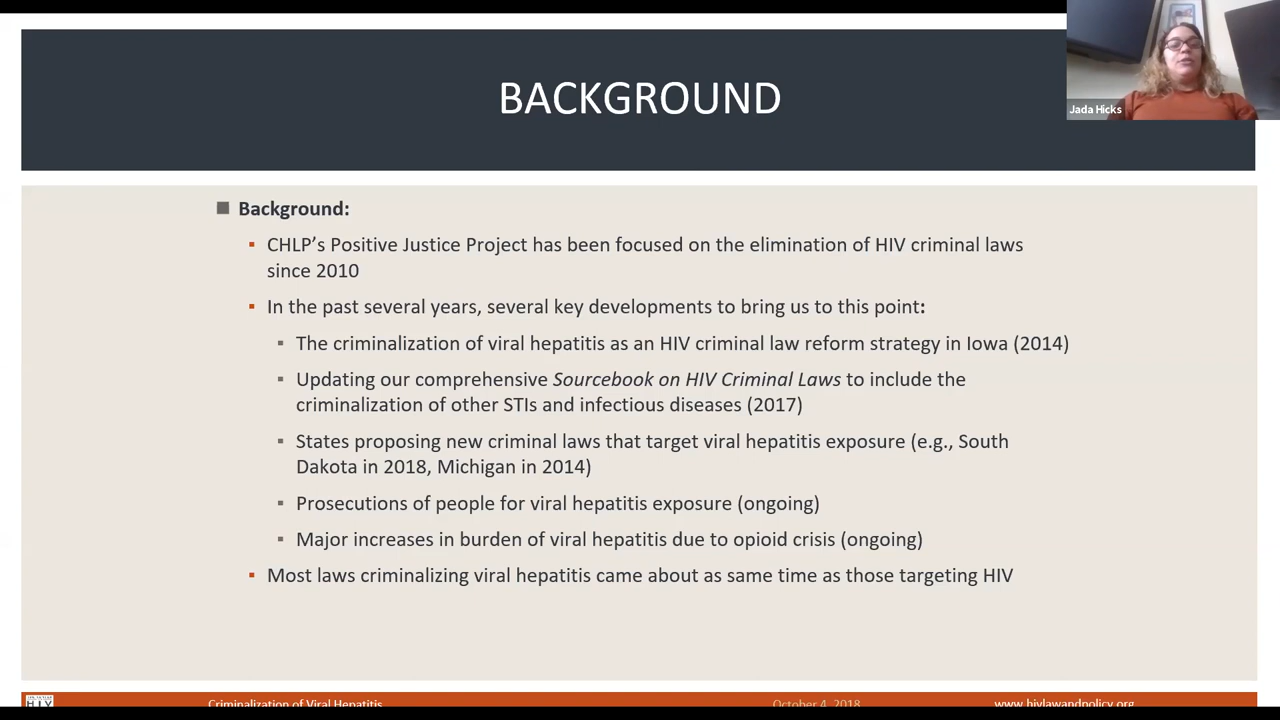 BACKGROUND
Jada Hicks
Background:
CHLP's Positive Justice Project has been focused on the elimination of HIV criminal laws
since 2010
In the past several years, several key developments to bring us to this point:
The criminalization of viral hepatitis as an HIV criminal law reform strategy in Iowa (2014)
Updating our comprehensive Sourcebook on HIV Criminal Laws to include the
criminalization of other STIs and infectious diseases (2017)
States proposing new criminal laws that target viral hepatitis exposure (e.g., South
Dakota in 2018, Michigan in 2014)
Prosecutions of people for viral hepatitis exposure (ongoing)
Major increases in burden of viral hepatitis due to opioid crisis (ongoing)
Most laws criminalizing viral hepatitis came about as same time as those targeting HIV
HIV
Criminalization of Viral Hepatitis
October 4, 2018
www.hivlawandpolicy.org